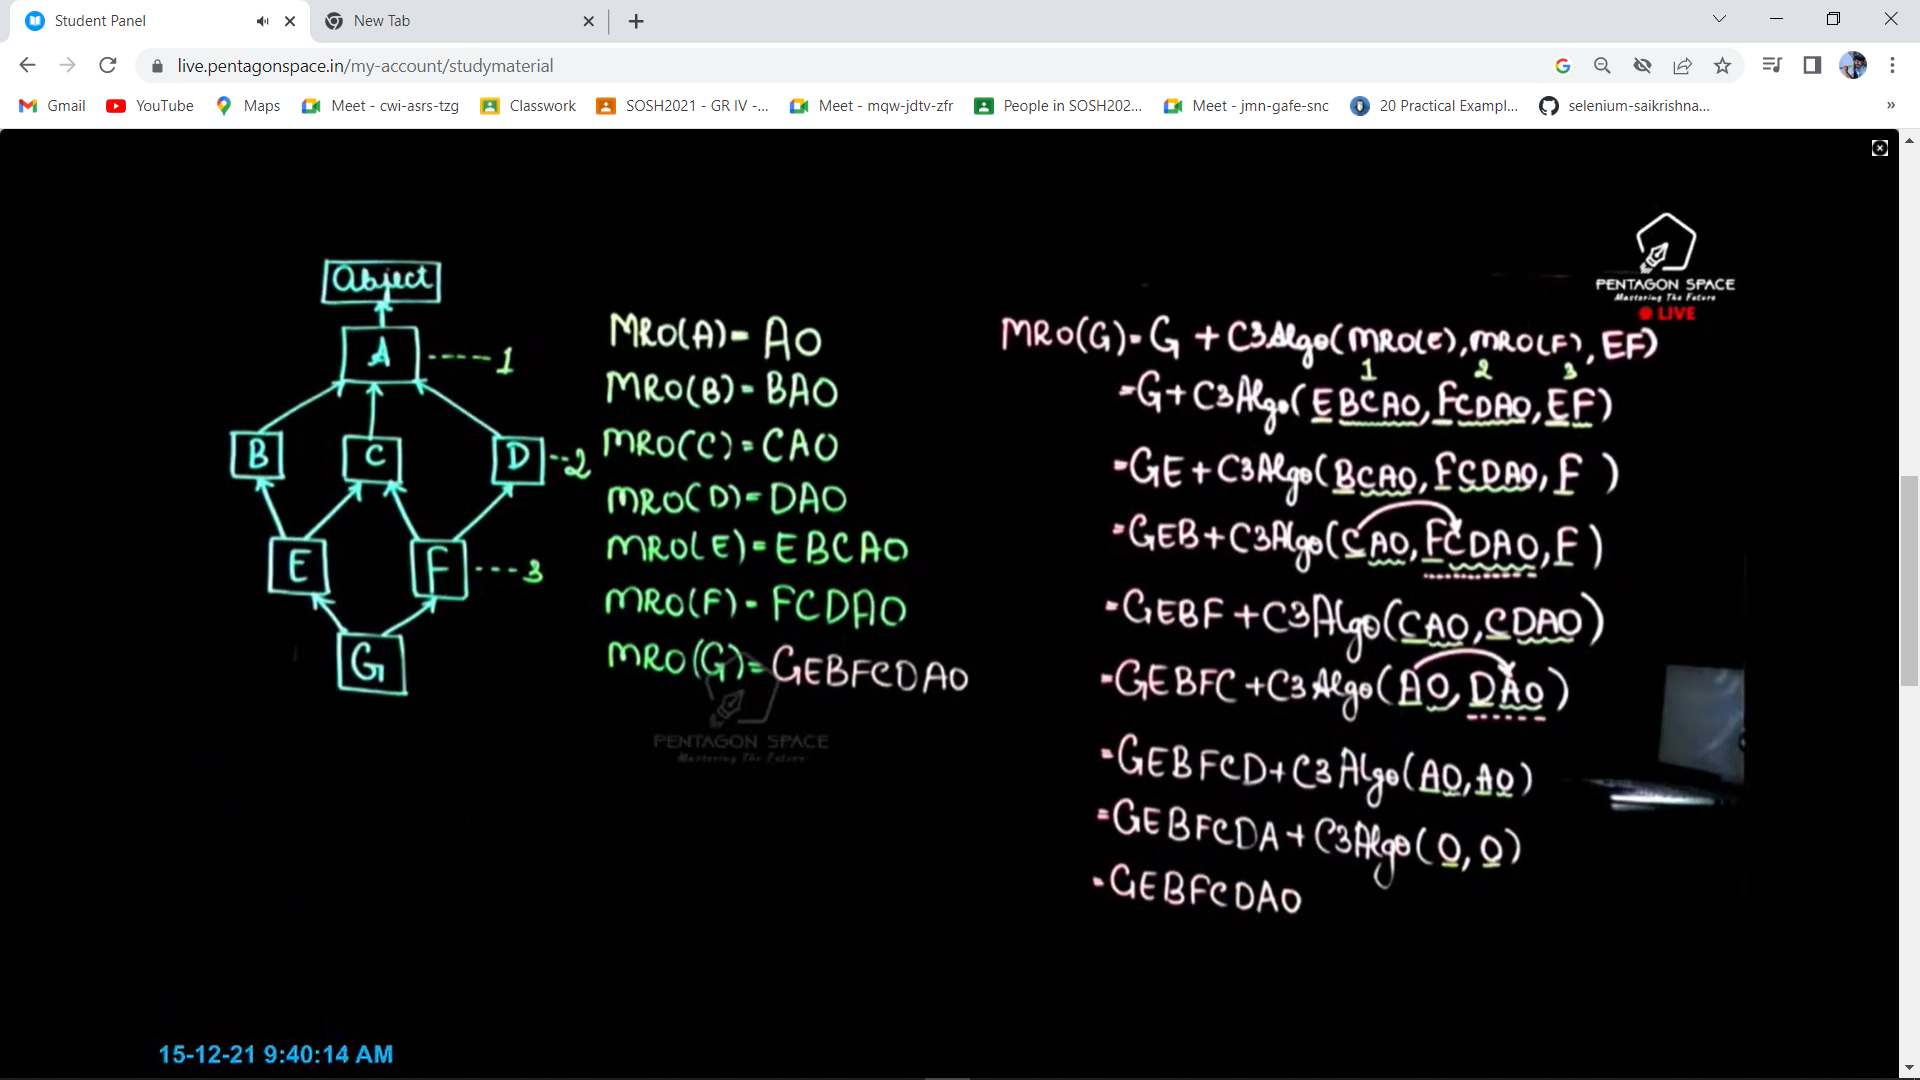 Student Panel
New Tab
live.pentagonspace.in/my-account/studymaterial
Gmail
YouTube
Maps
Meet - cwi-asrs-tzg
Classwork
SOSH2021 - GR IV -...
Meet - mqw-jdtv-zfr
People in SOSH202...
Meet - jmn-gafe-snc
20 Practical Exampl...
selenium-saikrishna...
»
PENTAGON SPACE
Mastering The Future
LIVE
Object
A ----- 1
B
C
D --2
E
F ---3
G
MRO(A)= AO
MRO(B)= BAO
MRO(C)= CAO
MRO(D)= DAO
MRO(E)= EBCAO
MRO(F)= FCDAO
MRO(G)= GEBFCDAO
PENTAGON SPACE
Mastering The Future
MRO(G)= G + C3Algo(MRO(E), MRO(F), EF)
1 2 3
=G+ C3Algo( EBCAO, FCDAO, EF)
=GE + C3Algo( BCAO, FCDAO, F )
=GEB+C3Algo( CAO, FCDAO, F )
=GEBF +C3Algo( CAO, CDAO)
=GEBFC +C3Algo( AO, DAO)
=GEBFCD+C3Algo( AO, AO)
=GEBFCDA + C3Algo( O, O)
=GEBFCDAO
15-12-21 9:40:14 AM